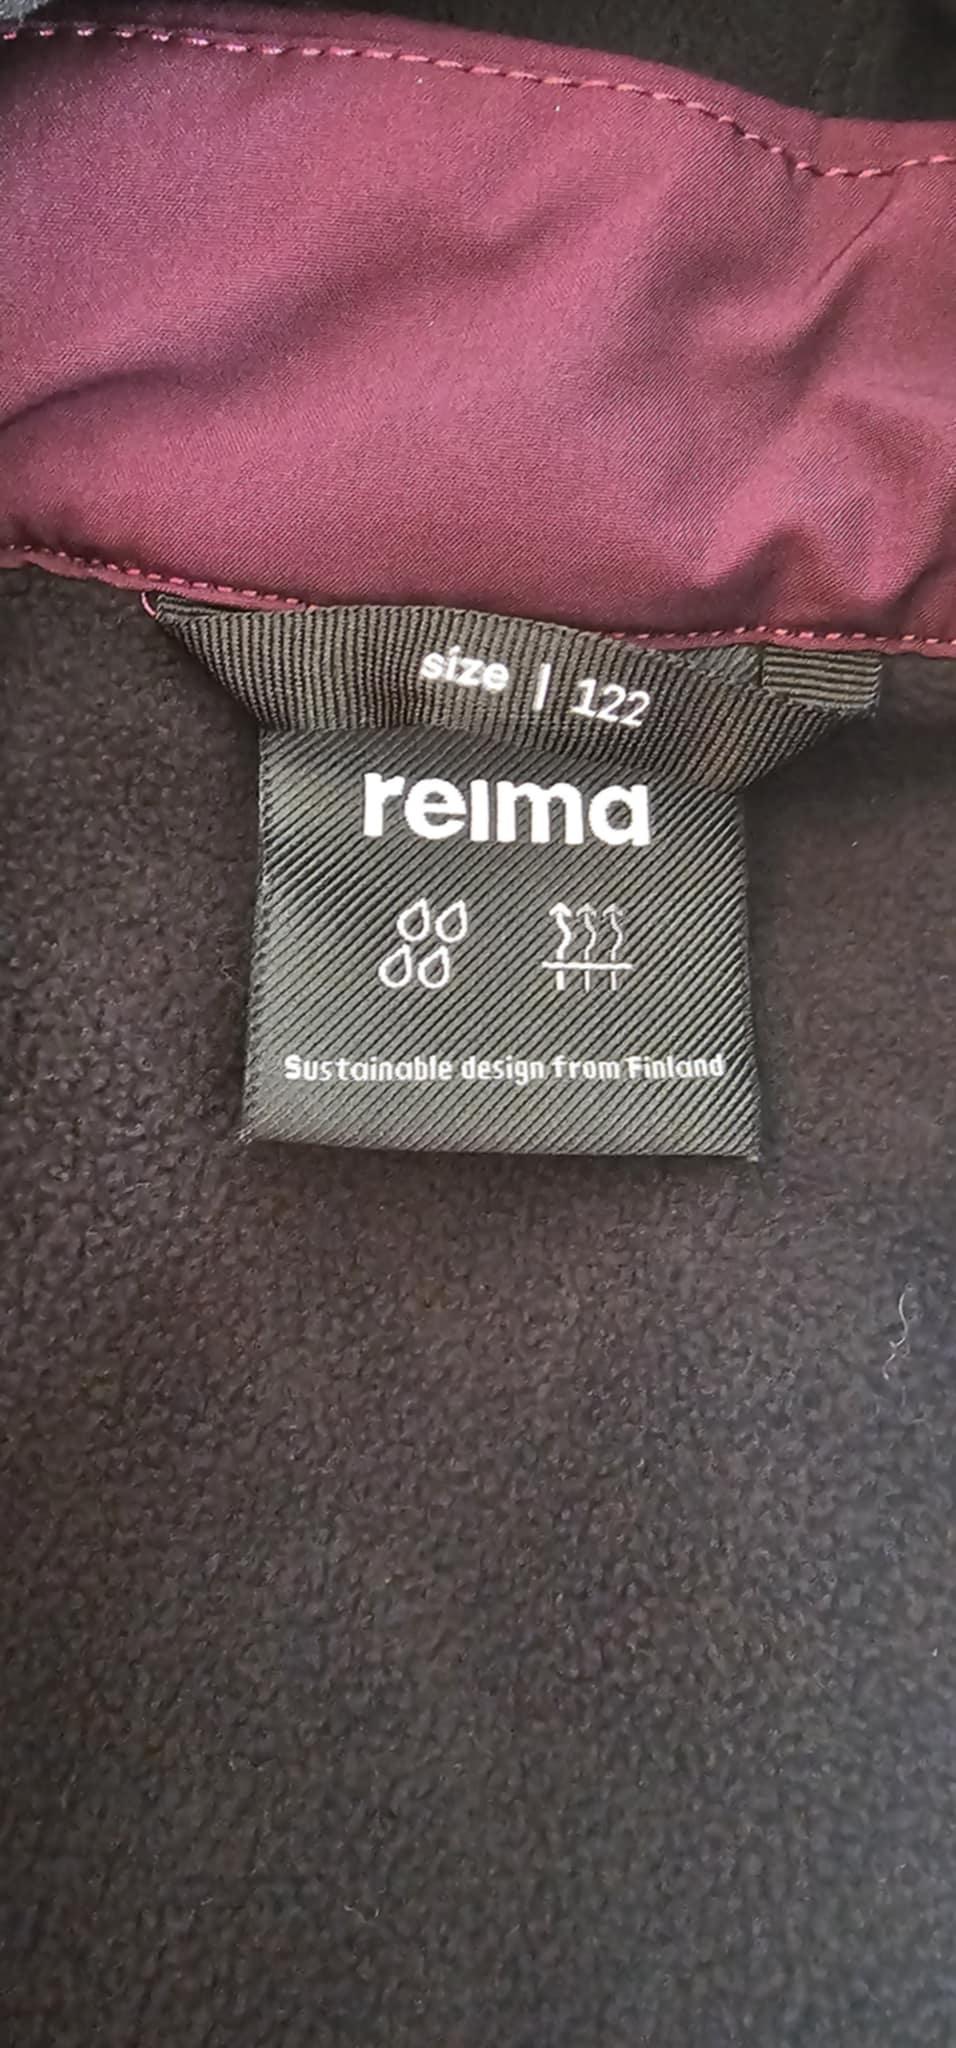 size | 122
reima
Sustainable design from Finland